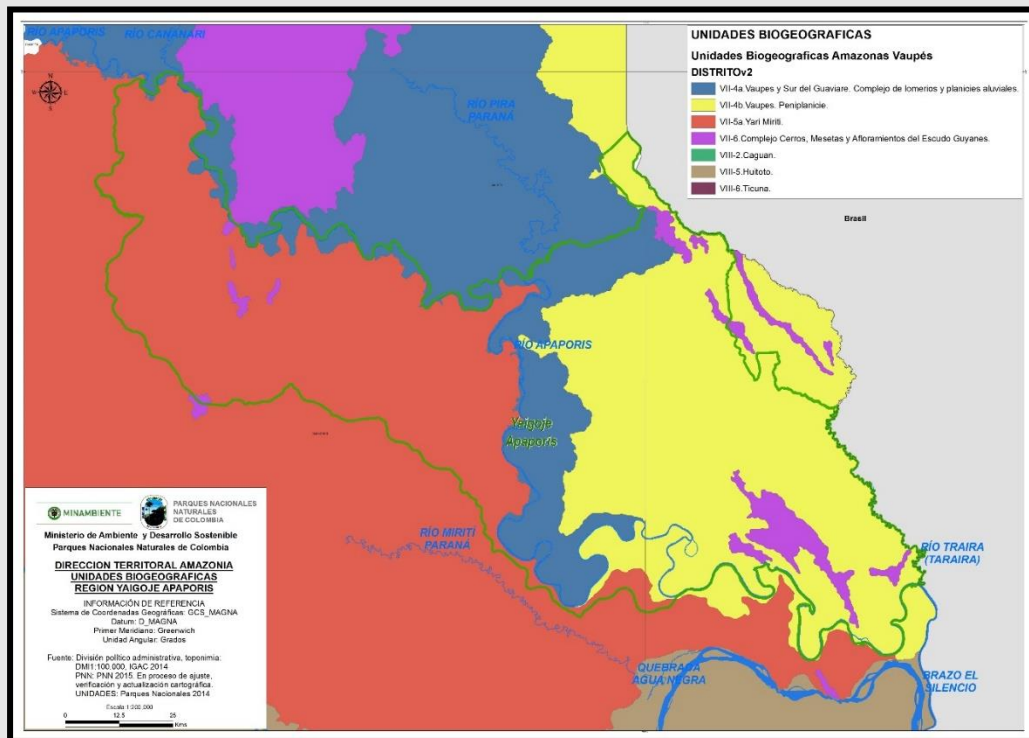 RÍO APAPORIS
RÍO CANANARI
RÍO PIRA
PARANÁ
RÍO APAPORIS
Yaigoje
Apaporis
RÍO MIRITÍ
PARANÁ
RÍO TRAIRA
(TARAIRA)
QUEBRADA
AGUA NEGRA
BRAZO EL
SILENCIO
Brasil
UNIDADES BIOGEOGRAFICAS
Unidades Biogeograficas Amazonas Vaupés
DISTRITOv2
VII-4a.Vaupes y Sur del Guaviare. Complejo de lomerios y planicies aluviales.
VII-4b.Vaupes. Peniplanicie.
VII-5a.Yari Miriti.
VII-6.Complejo Cerros, Mesetas y Afloramientos del Escudo Guyanes.
VIII-2.Caguan.
VIII-5.Huitoto.
VIII-6.Ticuna.
N
W
E
S
MINAMBIENTE
PARQUES NACIONALES
NATURALES
DE COLOMBIA
Ministerio de Ambiente y Desarrollo Sostenible
Parques Nacionales Naturales de Colombia
DIRECCION TERRITORAL AMAZONIA
UNIDADES BIOGEOGRAFICAS
REGION YAIGOJE APAPORIS
INFORMACIÓN DE REFERENCIA
Sistema de Coordenadas Geográficas: GCS_MAGNA
Datum: D_MAGNA
Primer Meridiano: Greenwich
Unidad Angular: Grados
Fuente: División político administrativa, toponimia:
DMI1:100.000, IGAC 2014
PNN: PNN 2015. En proceso de ajuste,
verificación y actualización cartográfica.
UNIDADES: Parques Nacionales 2014
Escala 1:200,000
0 12.5 25
Kms